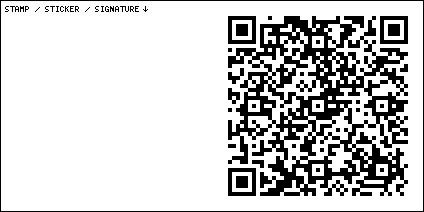 STAMP / STICKER / SIGNATURE ↓